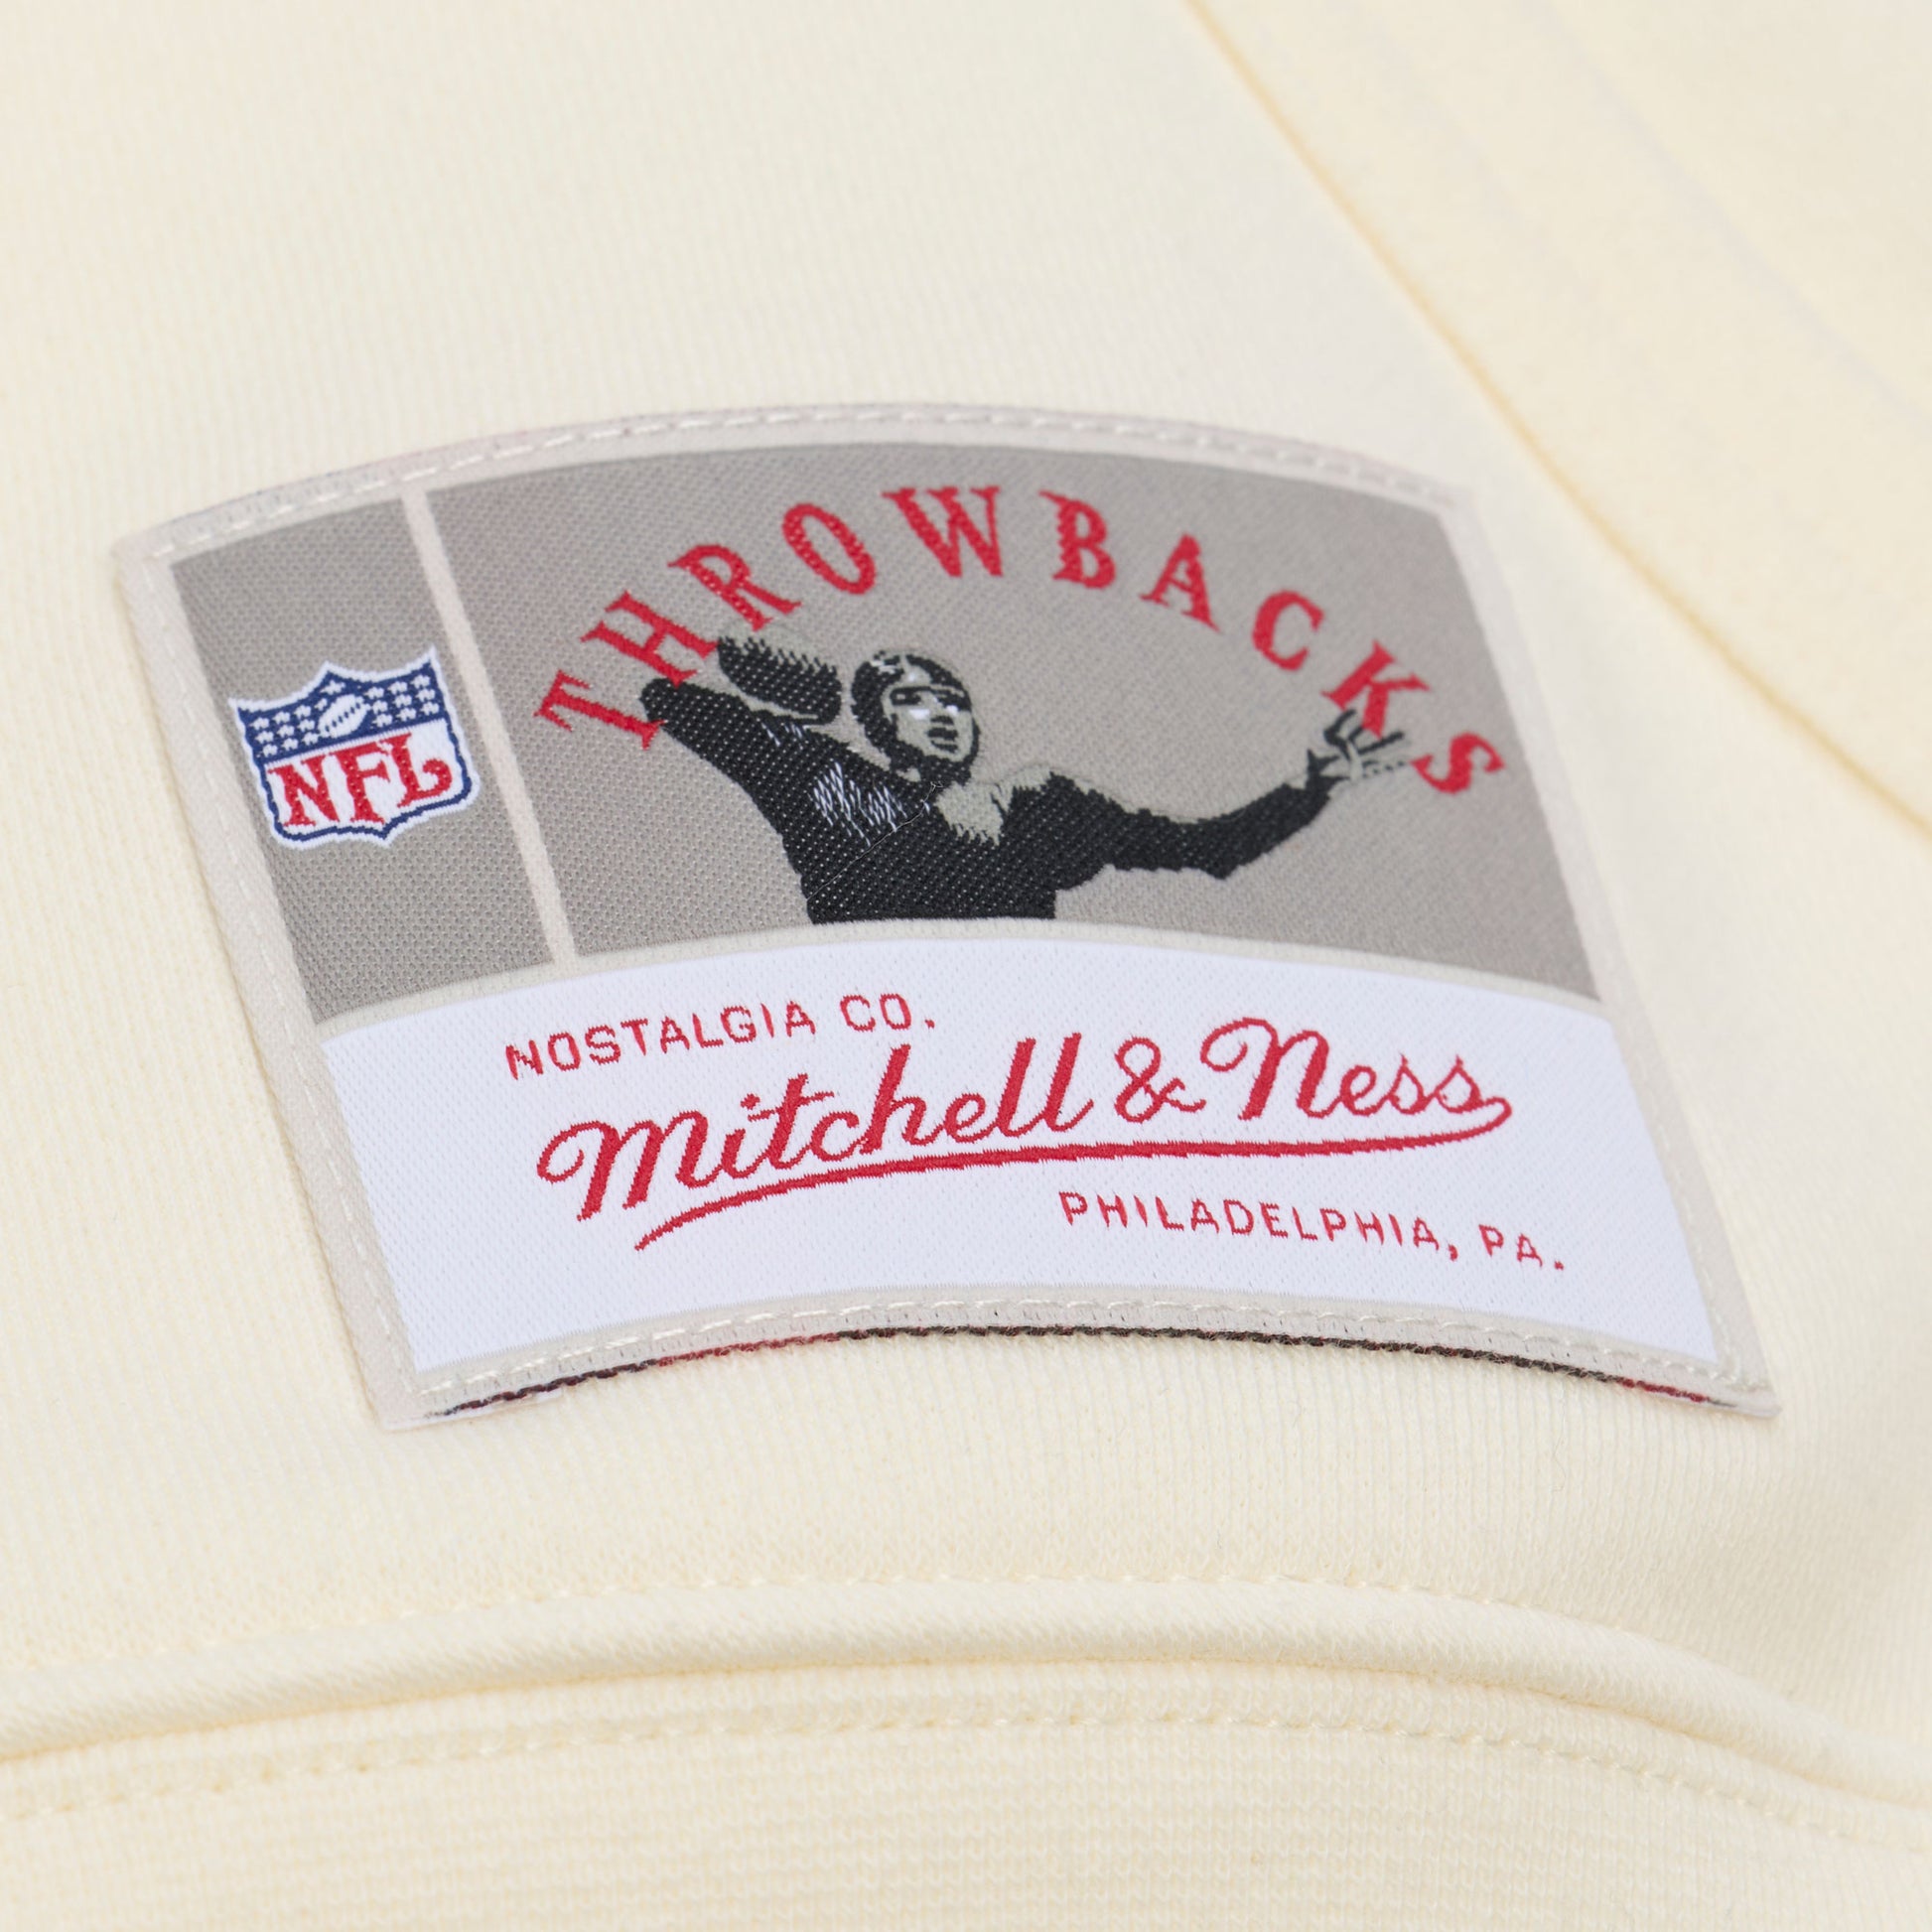 THROWBACKS
NFL
NOSTALGIA CO.
Mitchell & Ness
PHILADELPHIA, PA.